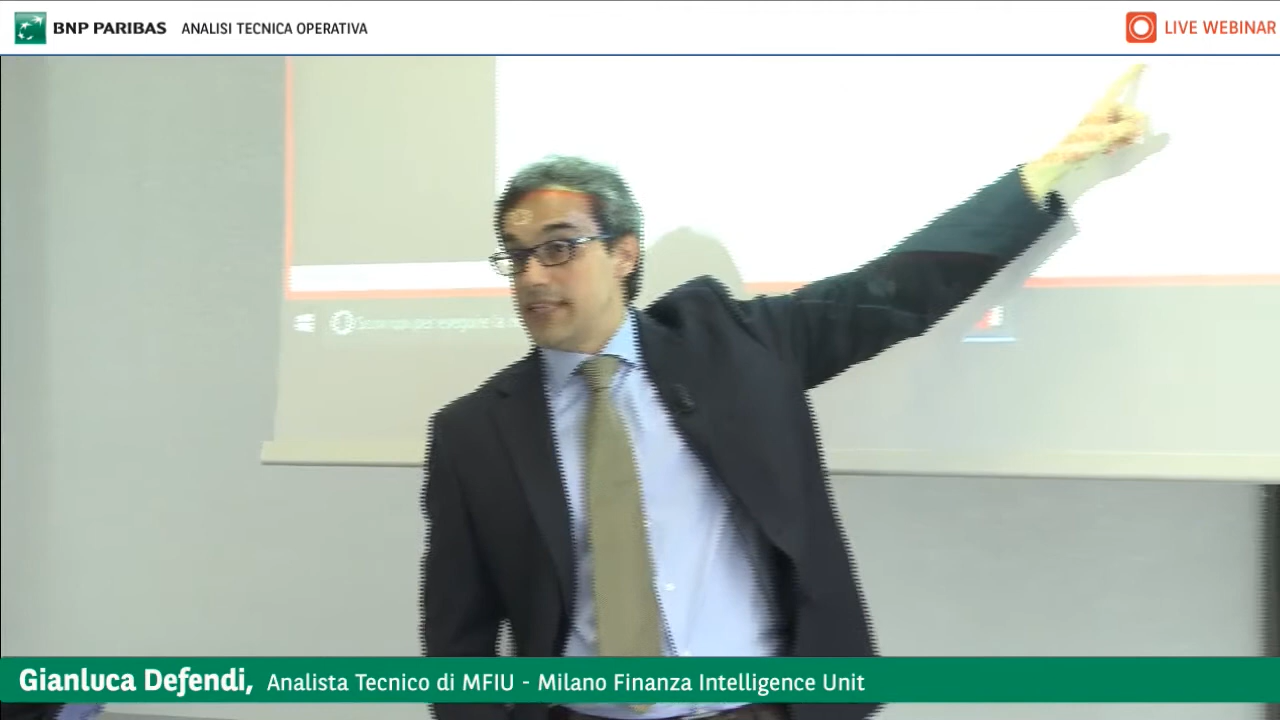 BNP PARIBAS ANALISI TECNICA OPERATIVA
LIVE WEBINAR
Gianluca Defendi, Analista Tecnico di MFIU - Milano Finanza Intelligence Unit